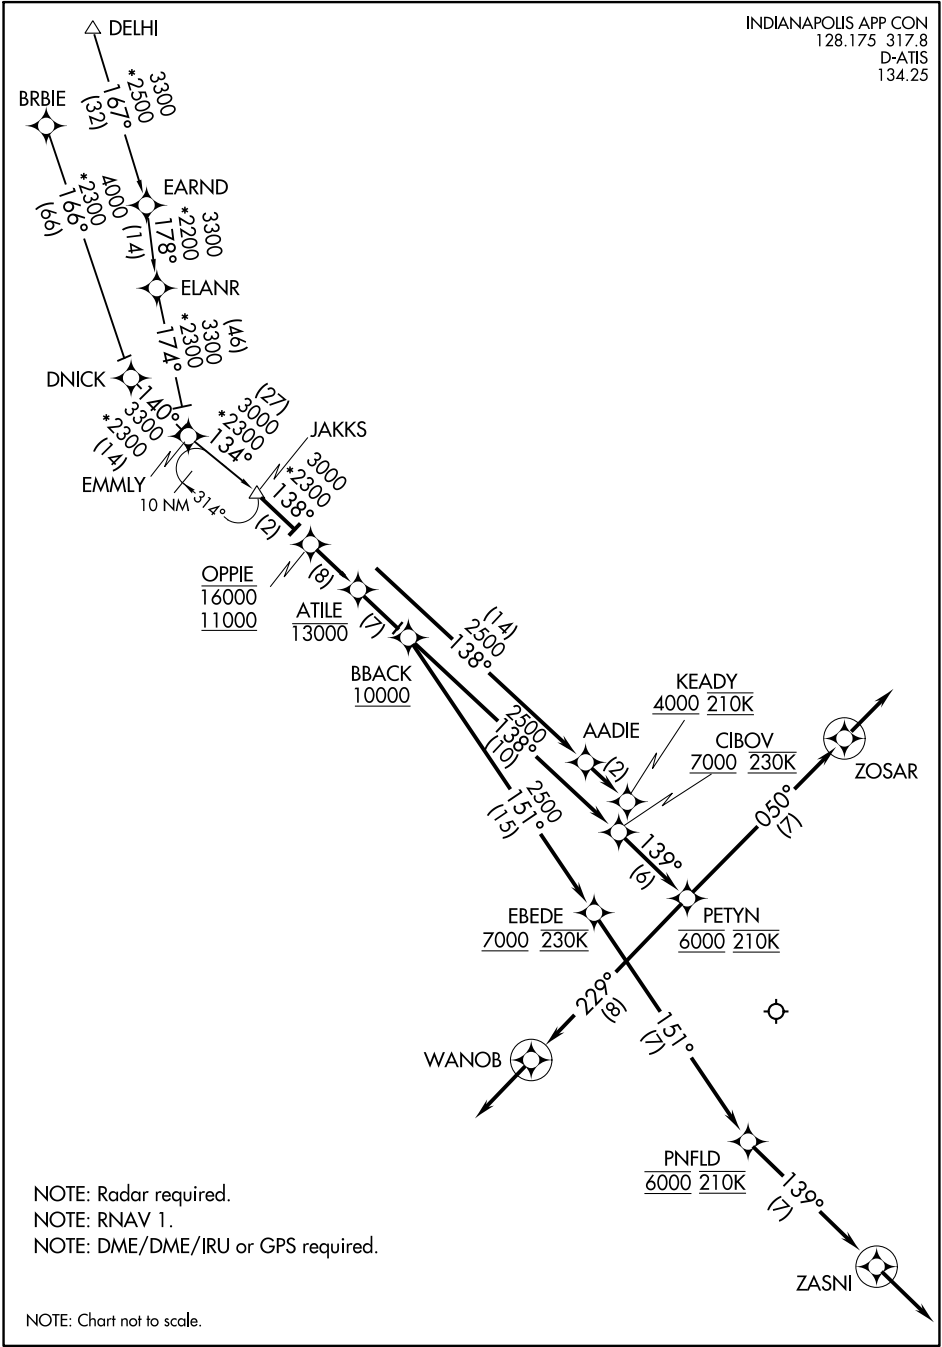 INDIANAPOLIS APP CON
128.175 317.8
D-ATIS
134.25
DELHI
3300
*2500
167°
(32)
BRBIE
EARND
4000
*2300
166°
(66)
3300
*2200
178°
(14)
ELANR
(46)
3300
*2300
174°
DNICK
140°
3300
*2300
(14)
(27)
3000
*2300
134°
JAKKS
EMMLY
10 NM
314°
3000
*2300
138°
(2)
OPPIE
16000
11000
(8)
ATILE
13000
(7)
(14)
2500
138°
BBACK
10000
KEADY
4000 210K
2500
138°
(10)
AADIE
(2)
CIBOV
7000 230K
ZOSAR
2500
151°
(15)
050°
(7)
139°
(6)
EBEDE
7000 230K
PETYN
6000 210K
229°
(8)
151°
(7)
WANOB
PNFLD
6000 210K
139°
(7)
ZASNI
NOTE: Radar required.
NOTE: RNAV 1.
NOTE: DME/DME/IRU or GPS required.
NOTE: Chart not to scale.